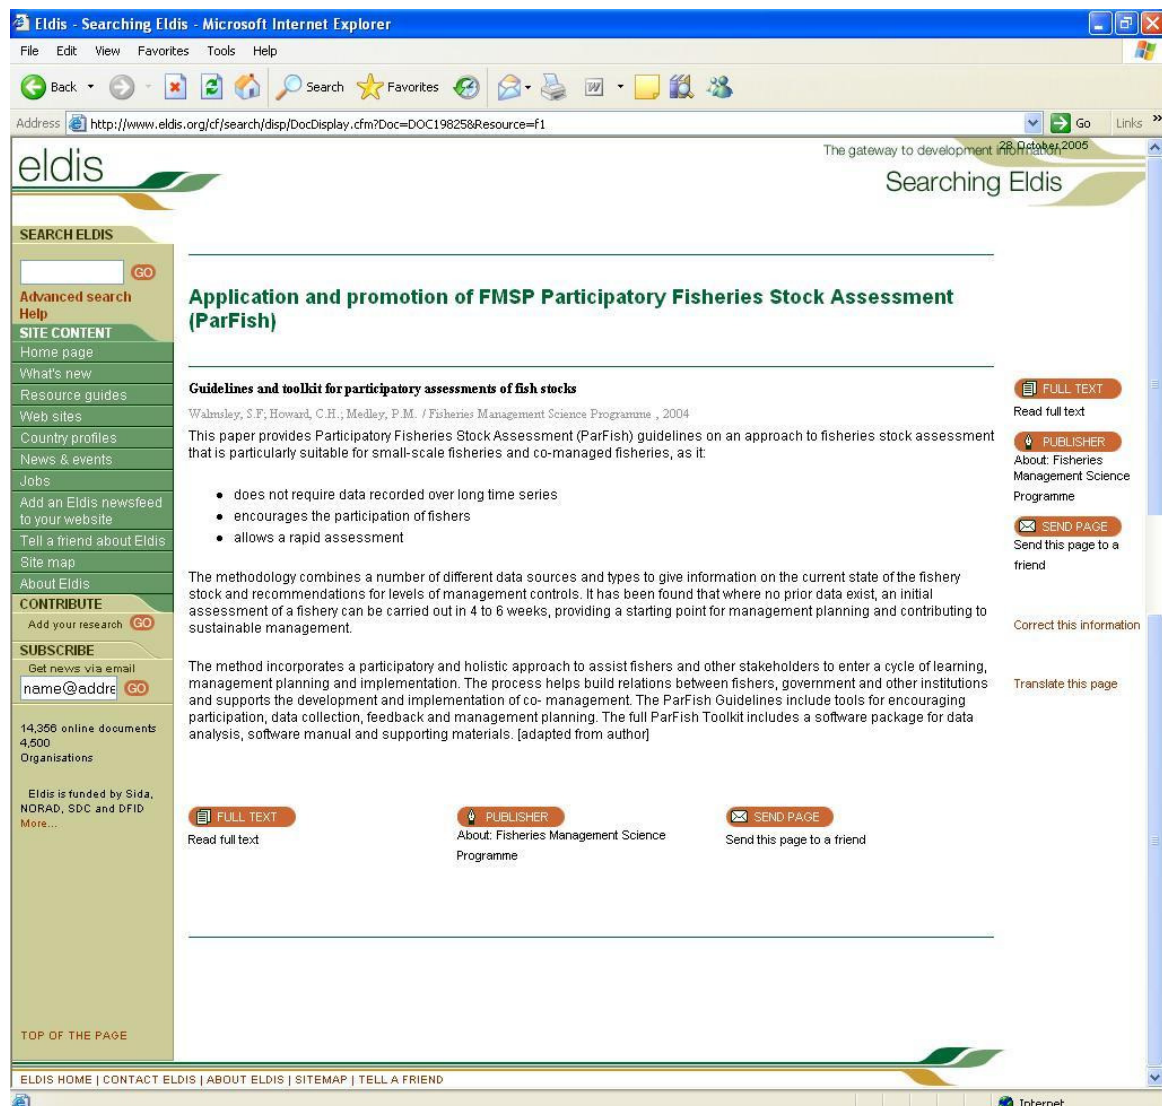 Eldis - Searching Eldis - Microsoft Internet Explorer
File Edit View Favorites Tools Help
Back Search Favorites
Address http://www.eldis.org/cf/search/disp/DocDisplay.cfm?Doc=DOC19825&Resource=f1 Go Links »
eldis
The gateway to development information
28 October 2005
Searching Eldis
SEARCH ELDIS
GO
Advanced search
Help
SITE CONTENT
Home page
What's new
Resource guides
Web sites
Country profiles
News & events
Jobs
Add an Eldis newsfeed
to your website
Tell a friend about Eldis
Site map
About Eldis
CONTRIBUTE
Add your research GO
SUBSCRIBE
Get news via email
name@addre GO
14,356 online documents
4,500
Organisations
Eldis is funded by Sida,
NORAD, SDC and DFID
More...
TOP OF THE PAGE
Application and promotion of FMSP Participatory Fisheries Stock Assessment
(ParFish)
Guidelines and toolkit for participatory assessments of fish stocks
Walmsley, S.F; Howard, C.H.; Medley, P.M. / Fisheries Management Science Programme , 2004
This paper provides Participatory Fisheries Stock Assessment (ParFish) guidelines on an approach to fisheries stock assessment
that is particularly suitable for small-scale fisheries and co-managed fisheries, as it:
• does not require data recorded over long time series
• encourages the participation of fishers
• allows a rapid assessment
The methodology combines a number of different data sources and types to give information on the current state of the fishery
stock and recommendations for levels of management controls. It has been found that where no prior data exist, an initial
assessment of a fishery can be carried out in 4 to 6 weeks, providing a starting point for management planning and contributing to
sustainable management.
The method incorporates a participatory and holistic approach to assist fishers and other stakeholders to enter a cycle of learning,
management planning and implementation. The process helps build relations between fishers, government and other institutions
and supports the development and implementation of co- management. The ParFish Guidelines include tools for encouraging
participation, data collection, feedback and management planning. The full ParFish Toolkit includes a software package for data
analysis, software manual and supporting materials. [adapted from author]
FULL TEXT
Read full text
PUBLISHER
About: Fisheries Management Science
Programme
SEND PAGE
Send this page to a friend
FULL TEXT
Read full text
PUBLISHER
About: Fisheries
Management Science
Programme
SEND PAGE
Send this page to a
friend
Correct this information
Translate this page
ELDIS HOME | CONTACT ELDIS | ABOUT ELDIS | SITEMAP | TELL A FRIEND
Internet